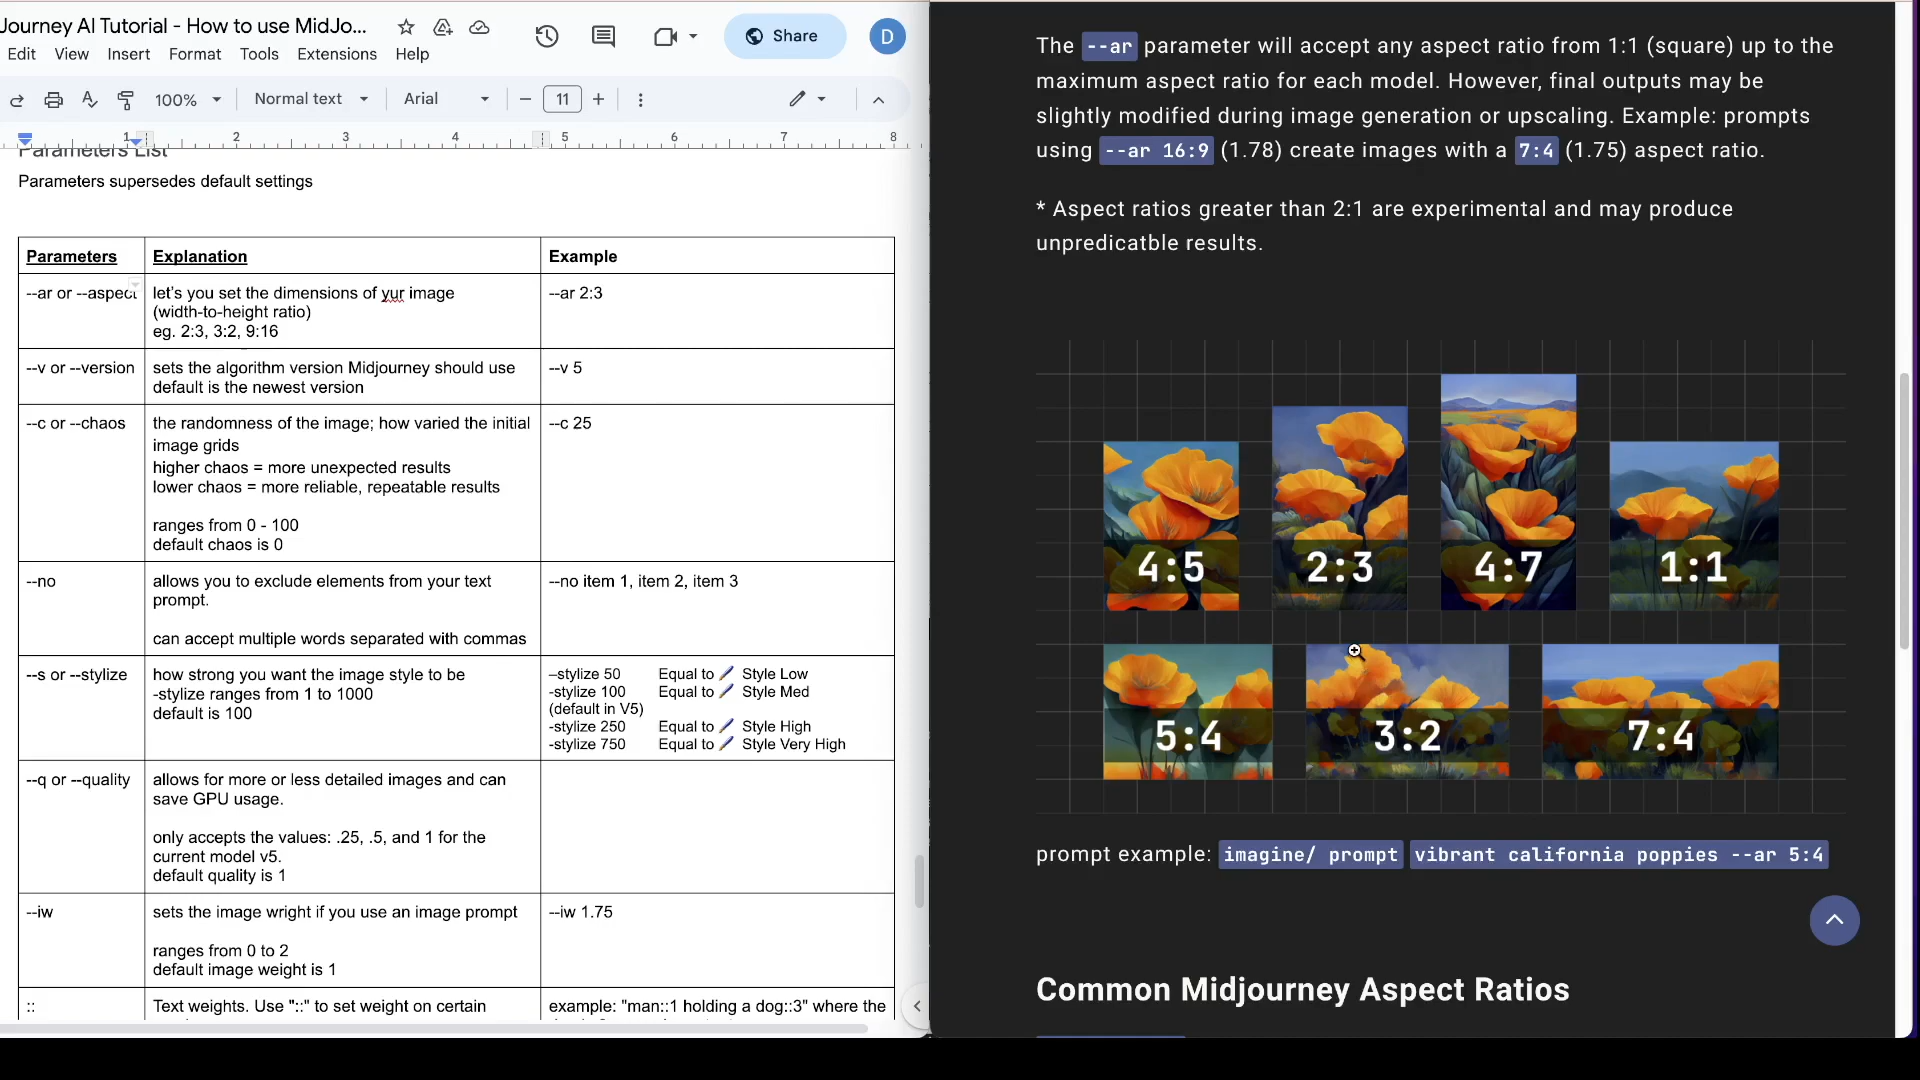 Journey AI Tutorial - How to use MidJo...
Edit View Insert Format Tools Extensions Help
Share
D
100% Normal text Arial 11
1 2 3 4 5 6 7 8
Parameters List
Parameters supersedes default settings
Parameters Explanation Example
--ar or --aspect let's you set the dimensions of yur image --ar 2:3
(width-to-height ratio)
eg. 2:3, 3:2, 9:16
--v or --version sets the algorithm version Midjourney should use --v 5
default is the newest version
--c or --chaos the randomness of the image; how varied the initial --c 25
image grids
higher chaos = more unexpected results
lower chaos = more reliable, repeatable results
ranges from 0 - 100
default chaos is 0
--no allows you to exclude elements from your text --no item 1, item 2, item 3
prompt.
can accept multiple words separated with commas
--s or --stylize how strong you want the image style to be –stylize 50 Equal to 🖌️ Style Low
-stylize ranges from 1 to 1000 -stylize 100 Equal to 🖌️ Style Med
default is 100 (default in V5)
-stylize 250 Equal to 🖌️ Style High
-stylize 750 Equal to 🖌️ Style Very High
--q or --quality allows for more or less detailed images and can
save GPU usage.
only accepts the values: .25, .5, and 1 for the
current model v5.
default quality is 1
--iw sets the image wright if you use an image prompt --iw 1.75
ranges from 0 to 2
default image weight is 1
:: Text weights. Use "::" to set weight on certain example: "man::1 holding a dog::3" where the
The --ar parameter will accept any aspect ratio from 1:1 (square) up to the
maximum aspect ratio for each model. However, final outputs may be
slightly modified during image generation or upscaling. Example: prompts
using --ar 16:9 (1.78) create images with a 7:4 (1.75) aspect ratio.
* Aspect ratios greater than 2:1 are experimental and may produce
unpredicatble results.
4:5 2:3 4:7 1:1
5:4 3:2 7:4
prompt example: imagine/ prompt vibrant california poppies --ar 5:4
Common Midjourney Aspect Ratios